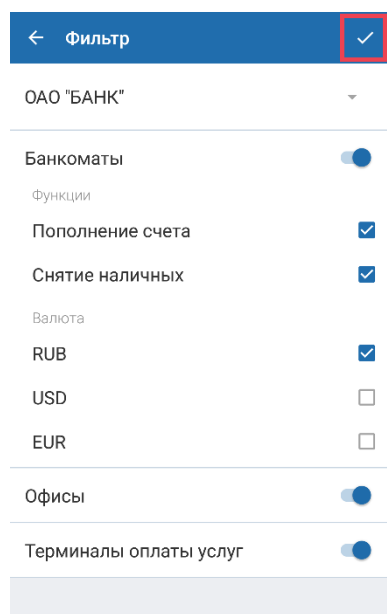 Фильтр
ОАО "БАНК"
Банкоматы
Функции
Пополнение счета
Снятие наличных
Валюта
RUB
USD
EUR
Офисы
Терминалы оплаты услуг